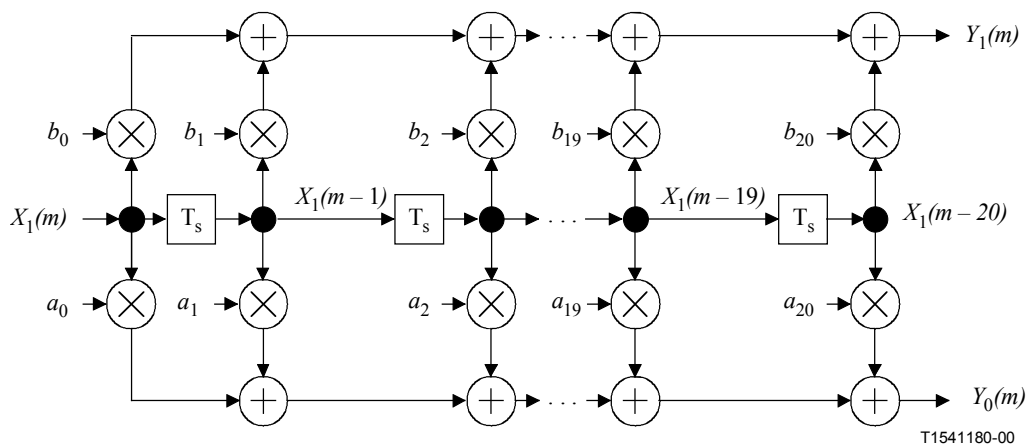 Y₁(m)
b₀ b₁ b₂ b₁₉ b₂₀
X₁(m) Tₛ X₁(m – 1) Tₛ . . . X₁(m – 19) Tₛ X₁(m – 20)
a₀ a₁ a₂ a₁₉ a₂₀
Y₀(m)
T1541180-00